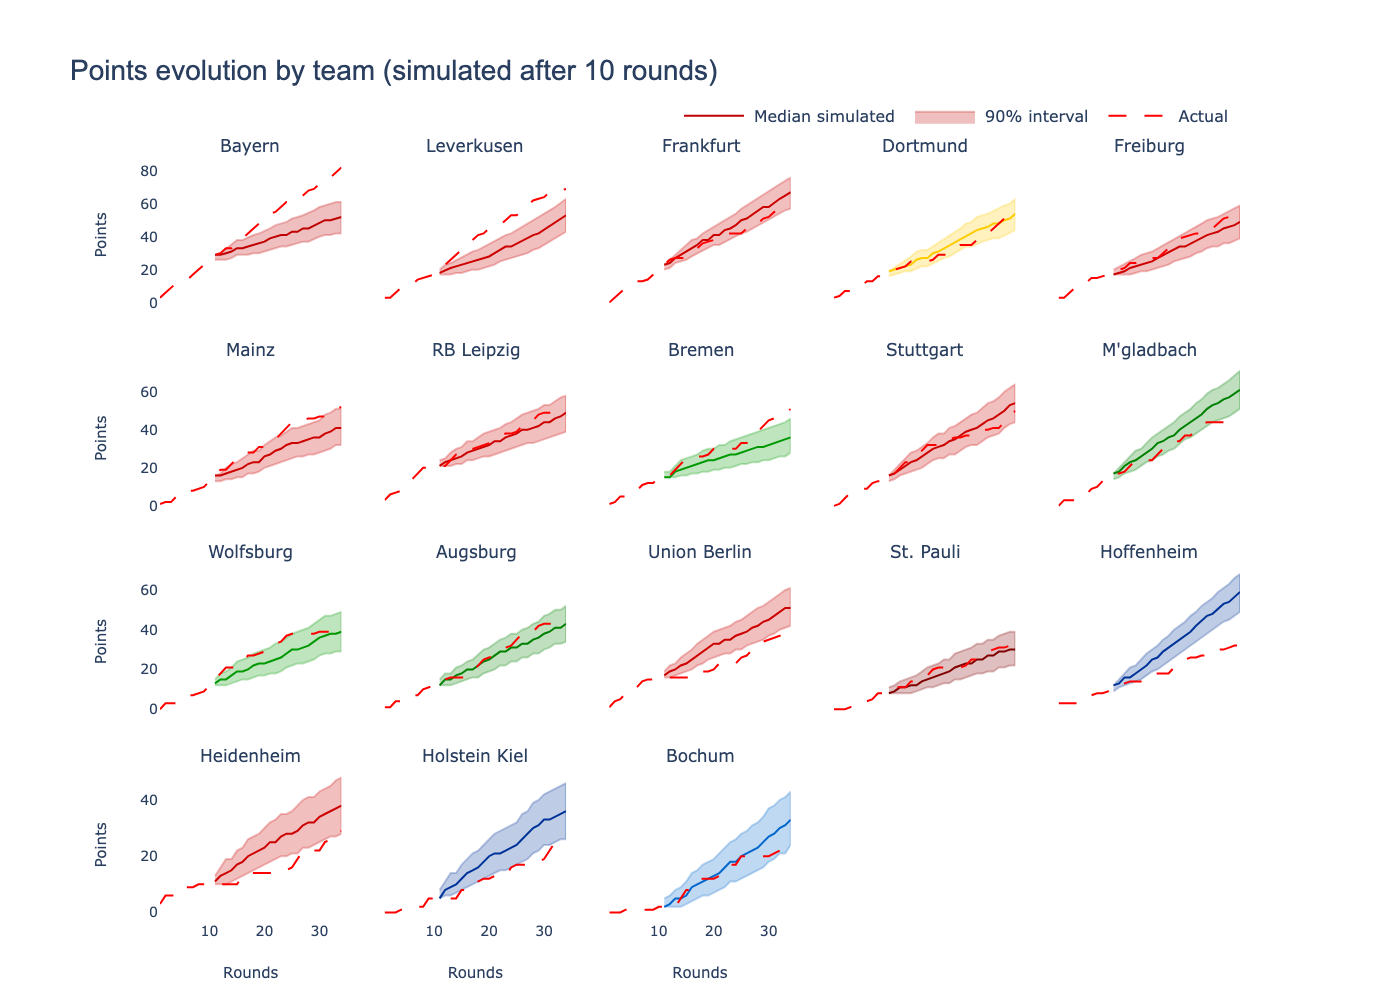 Points evolution by team (simulated after 10 rounds)
Median simulated 90% interval Actual
Bayern Leverkusen Frankfurt Dortmund Freiburg
80
60
40
20
0
Points
Mainz RB Leipzig Bremen Stuttgart M'gladbach
60
40
20
0
Points
Wolfsburg Augsburg Union Berlin St. Pauli Hoffenheim
60
40
20
0
Points
Heidenheim Holstein Kiel Bochum
40
20
0
Points
10 20 30 10 20 30 10 20 30
Rounds Rounds Rounds